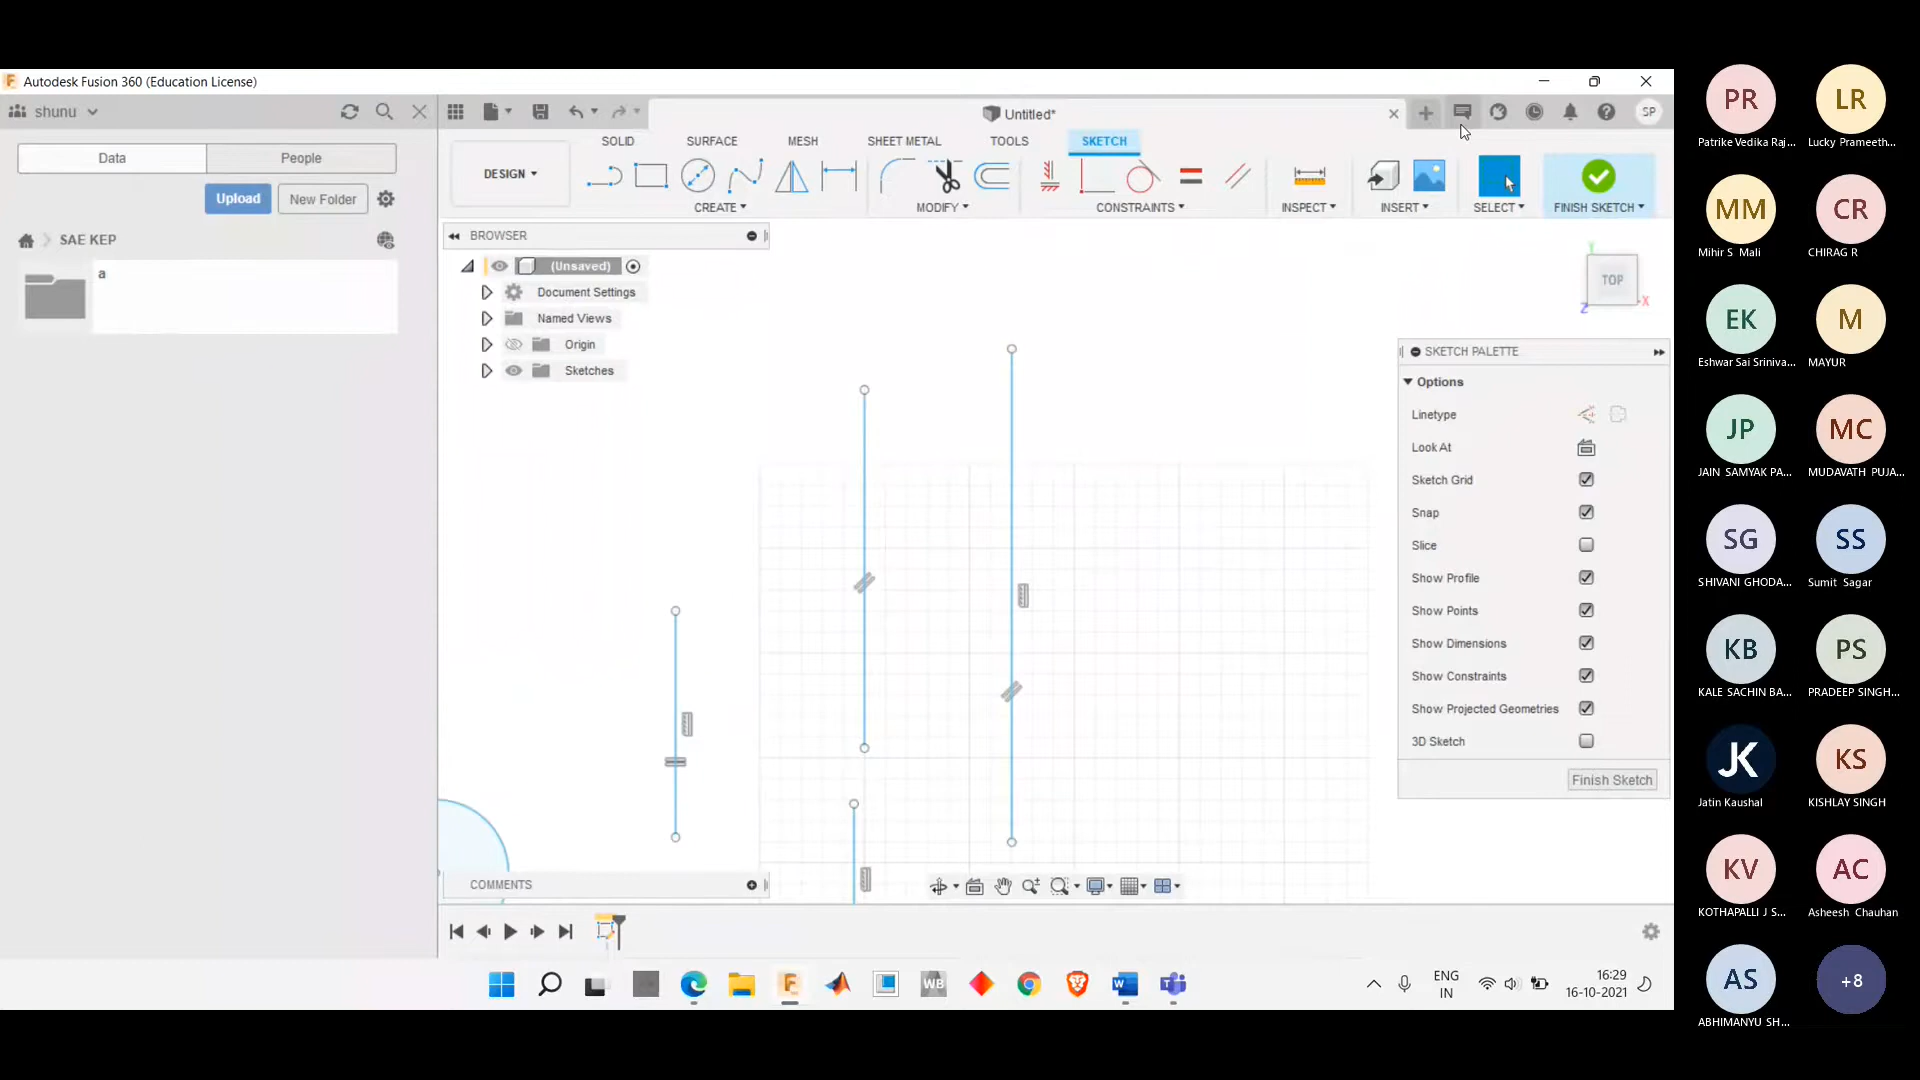 Autodesk Fusion 360 (Education License)
shunu
Untitled*
SP
Data
People
Upload
New Folder
SAE KEP
a
SOLID
SURFACE
MESH
SHEET METAL
TOOLS
SKETCH
DESIGN
CREATE
MODIFY
CONSTRAINTS
INSPECT
INSERT
SELECT
FINISH SKETCH
BROWSER
(Unsaved)
Document Settings
Named Views
Origin
Sketches
TOP
Y
X
Z
SKETCH PALETTE
Options
Linetype
Look At
Sketch Grid
Snap
Slice
Show Profile
Show Points
Show Dimensions
Show Constraints
Show Projected Geometries
3D Sketch
Finish Sketch
COMMENTS
WB
ENG
IN
16:29
16-10-2021
PR
Patrike Vedika Raj...
LR
Lucky Prameeth...
MM
Mihir S Mali
CR
CHIRAG R
EK
Eshwar Sai Sriniva...
M
MAYUR
JP
JAIN SAMYAK PA...
MC
MUDAVATH PUJA...
SG
SHIVANI GHODA...
SS
Sumit Sagar
KB
KALE SACHIN BA...
PS
PRADEEP SINGH...
JK
Jatin Kaushal
KS
KISHLAY SINGH
KV
KOTHAPALLI J S...
AC
Asheesh Chauhan
AS
ABHIMANYU SH...
+8